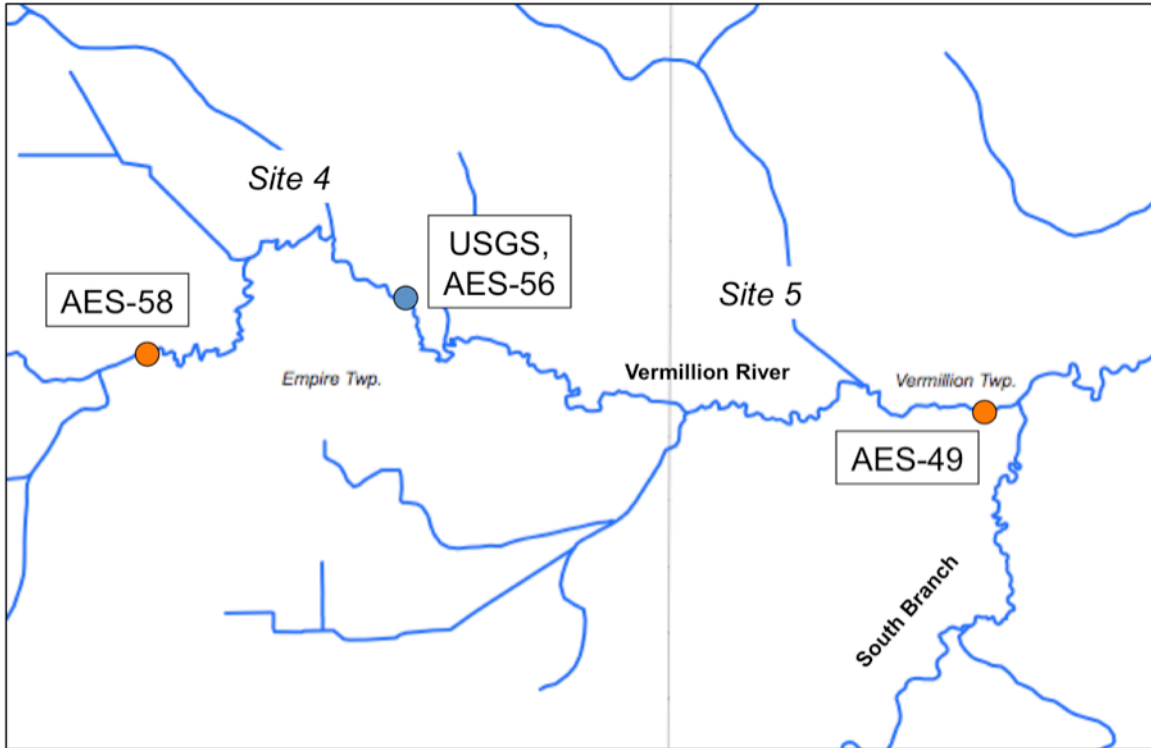 Site 4
USGS,
AES-56
AES-58
Site 5
Empire Twp.
Vermillion River
Vermillion Twp.
AES-49
South Branch